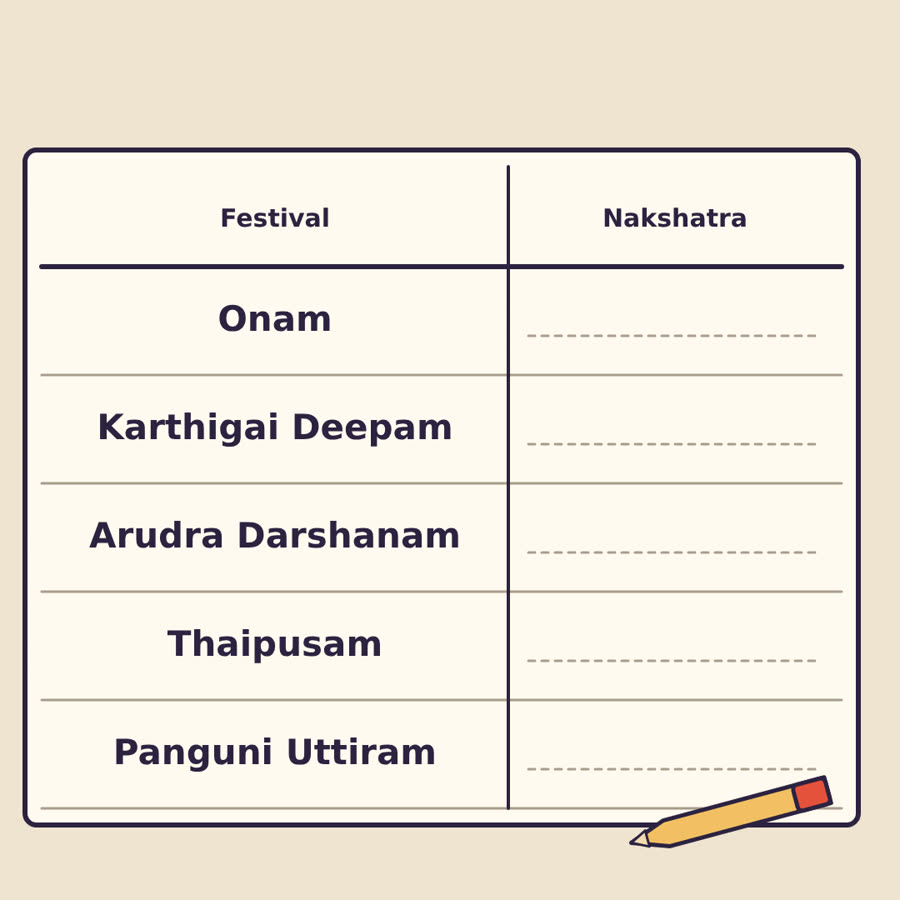 Festival Nakshatra
Onam
Karthigai Deepam
Arudra Darshanam
Thaipusam
Panguni Uttiram